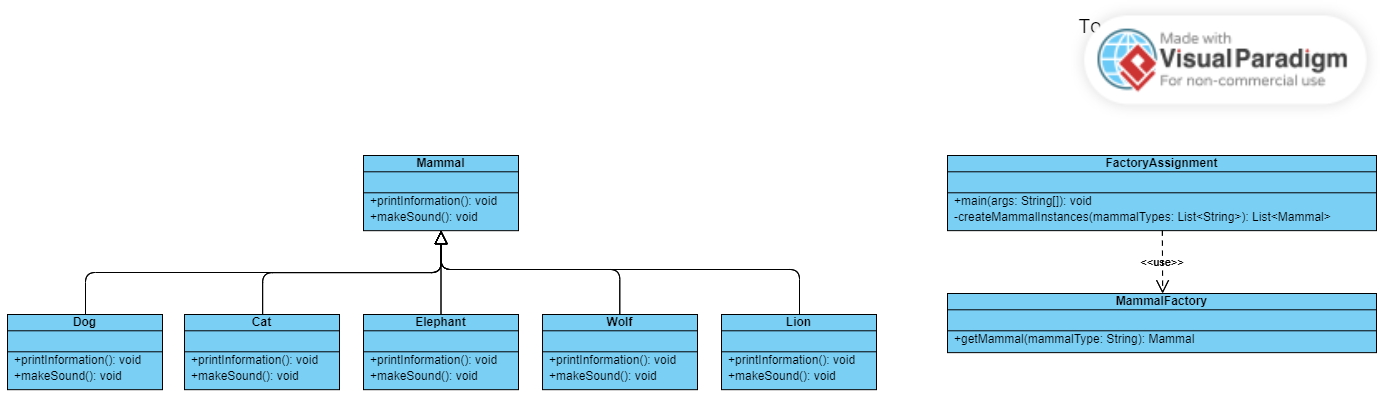 Made with
Visual Paradigm
For non-commercial use
Mammal
+printInformation(): void
+makeSound(): void
FactoryAssignment
+main(args: String[]): void
-createMammalInstances(mammalTypes: List<String>): List<Mammal>
<<use>>
MammalFactory
+getMammal(mammalType: String): Mammal
Dog
+printInformation(): void
+makeSound(): void
Cat
+printInformation(): void
+makeSound(): void
Elephant
+printInformation(): void
+makeSound(): void
Wolf
+printInformation(): void
+makeSound(): void
Lion
+printInformation(): void
+makeSound(): void